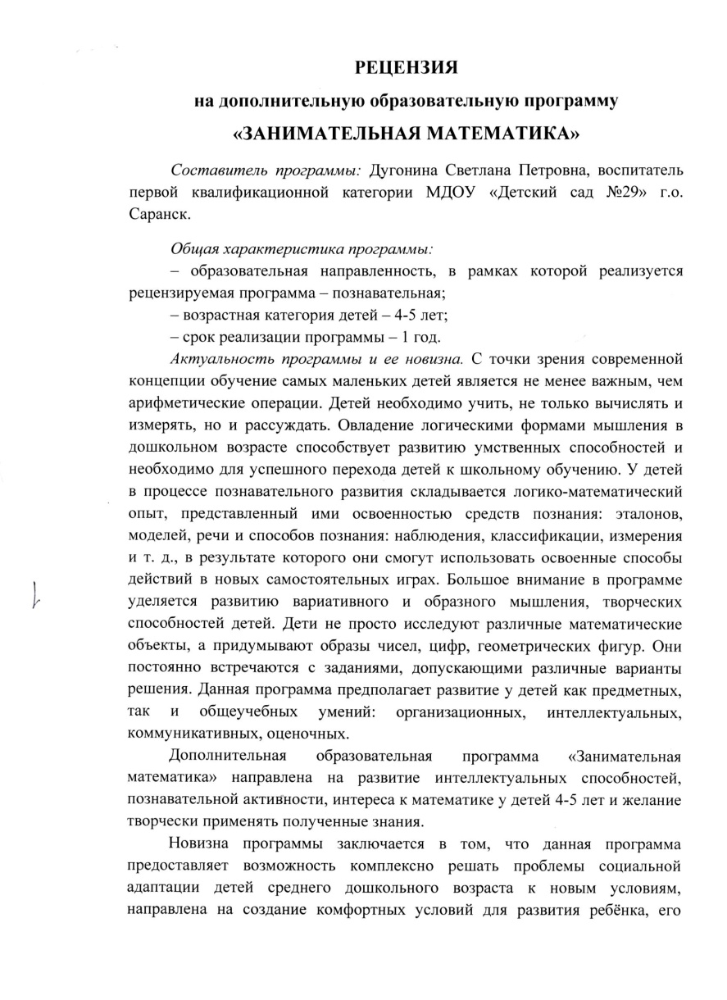 РЕЦЕНЗИЯ
на дополнительную образовательную программу
«ЗАНИМАТЕЛЬНАЯ МАТЕМАТИКА»
Составитель программы: Дугонина Светлана Петровна, воспитатель
первой квалификационной категории МДОУ «Детский сад №29» г.о.
Саранск.
Общая характеристика программы:
– образовательная направленность, в рамках которой реализуется
рецензируемая программа – познавательная;
– возрастная категория детей – 4-5 лет;
– срок реализации программы – 1 год.
Актуальность программы и ее новизна. С точки зрения современной
концепции обучение самых маленьких детей является не менее важным, чем
арифметические операции. Детей необходимо учить, не только вычислять и
измерять, но и рассуждать. Овладение логическими формами мышления в
дошкольном возрасте способствует развитию умственных способностей и
необходимо для успешного перехода детей к школьному обучению. У детей
в процессе познавательного развития складывается логико-математический
опыт, представленный ими освоенностью средств познания: эталонов,
моделей, речи и способов познания: наблюдения, классификации, измерения
и т. д., в результате которого они смогут использовать освоенные способы
действий в новых самостоятельных играх. Большое внимание в программе
уделяется развитию вариативного и образного мышления, творческих
способностей детей. Дети не просто исследуют различные математические
объекты, а придумывают образы чисел, цифр, геометрических фигур. Они
постоянно встречаются с заданиями, допускающими различные варианты
решения. Данная программа предполагает развитие у детей как предметных,
так и общеучебных умений: организационных, интеллектуальных,
коммуникативных, оценочных.
Дополнительная образовательная программа «Занимательная
математика» направлена на развитие интеллектуальных способностей,
познавательной активности, интереса к математике у детей 4-5 лет и желание
творчески применять полученные знания.
Новизна программы заключается в том, что данная программа
предоставляет возможность комплексно решать проблемы социальной
адаптации детей среднего дошкольного возраста к новым условиям,
направлена на создание комфортных условий для развития ребёнка, его